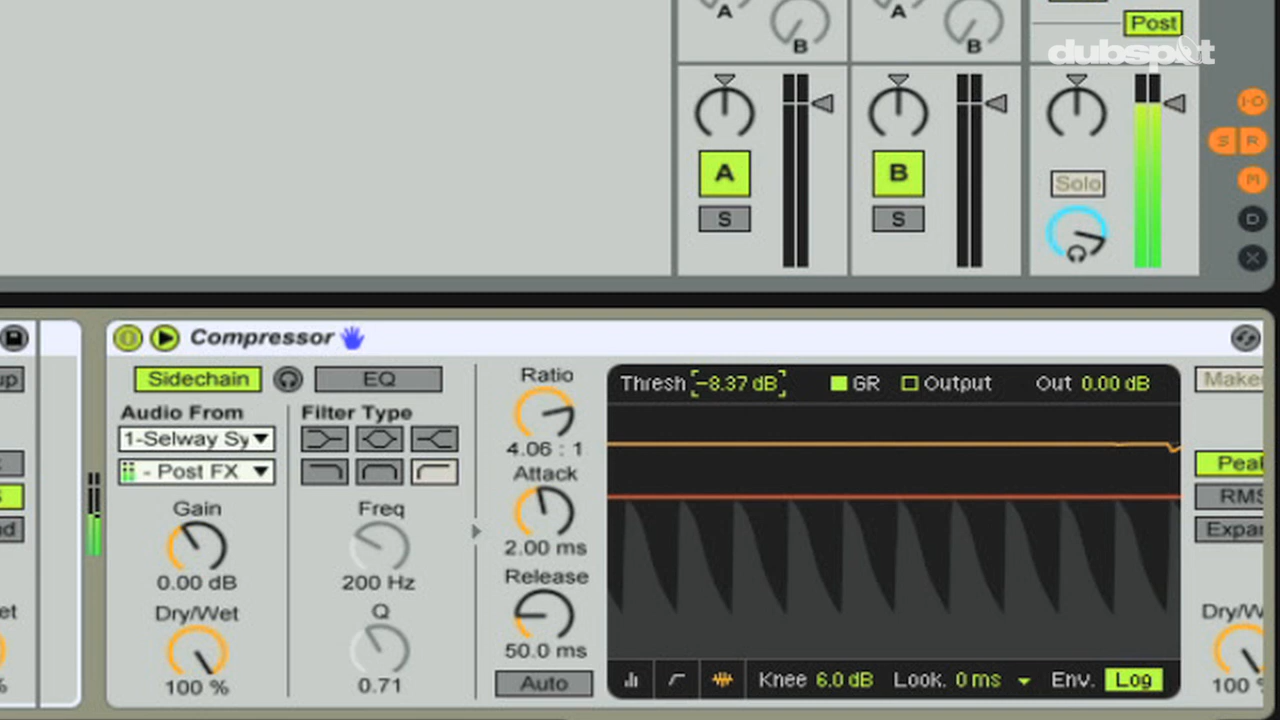 A
B
A
B
Post
dubspot
A
B
S
S
Solo
I-O
S R
M
D
X
Compressor
Sidechain
EQ
Audio From
Filter Type
1-Selway Sy
- Post FX
Gain
0.00 dB
Dry/Wet
100 %
Freq
200 Hz
Q
0.71
Ratio
4.06 : 1
Attack
2.00 ms
Release
50.0 ms
Auto
Thresh -8.37 dB
GR
Output
Out 0.00 dB
Knee 6.0 dB
Look. 0 ms
Env. Log
Make
Peak
RMS
Expan
Dry/W
100 %